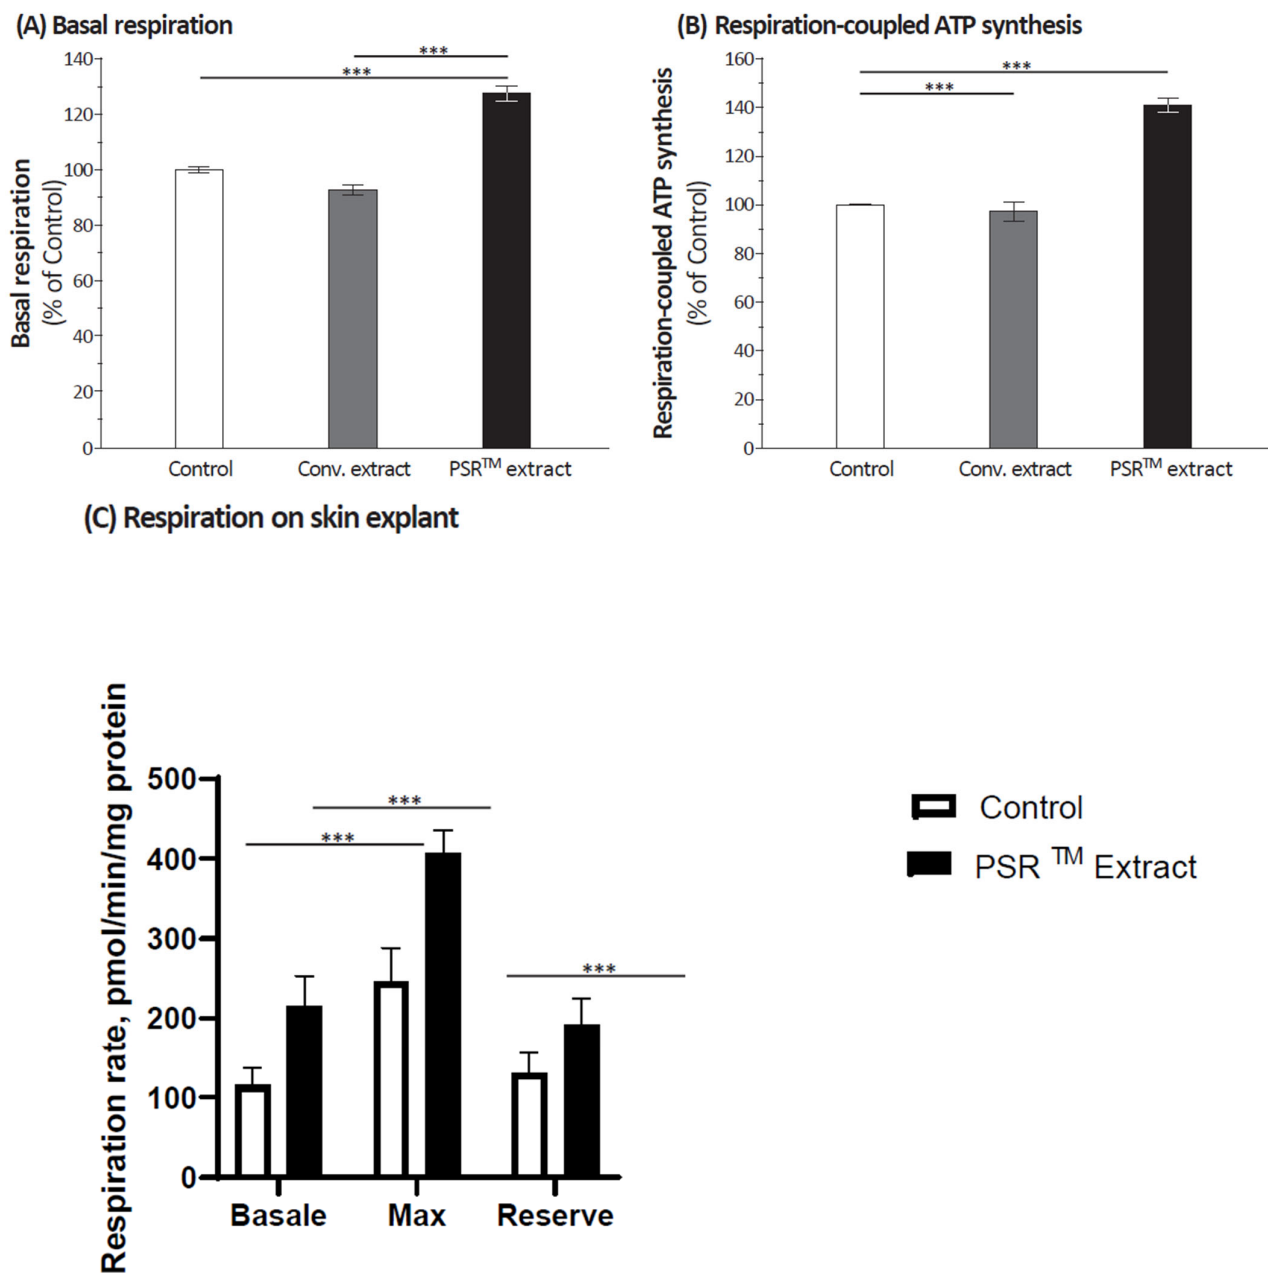 (A) Basal respiration
Basal respiration
(% of Control)
140
120
100
80
60
40
20
0
***
***
Control Conv. extract PSR™ extract
(B) Respiration-coupled ATP synthesis
Respiration-coupled ATP synthesis
(% of Control)
160
140
120
100
80
60
40
20
0
***
***
Control Conv. extract PSR™ extract
(C) Respiration on skin explant
Respiration rate, pmol/min/mg protein
500
400
300
200
100
0
***
***
***
Basale Max Reserve
Control
PSR ™ Extract